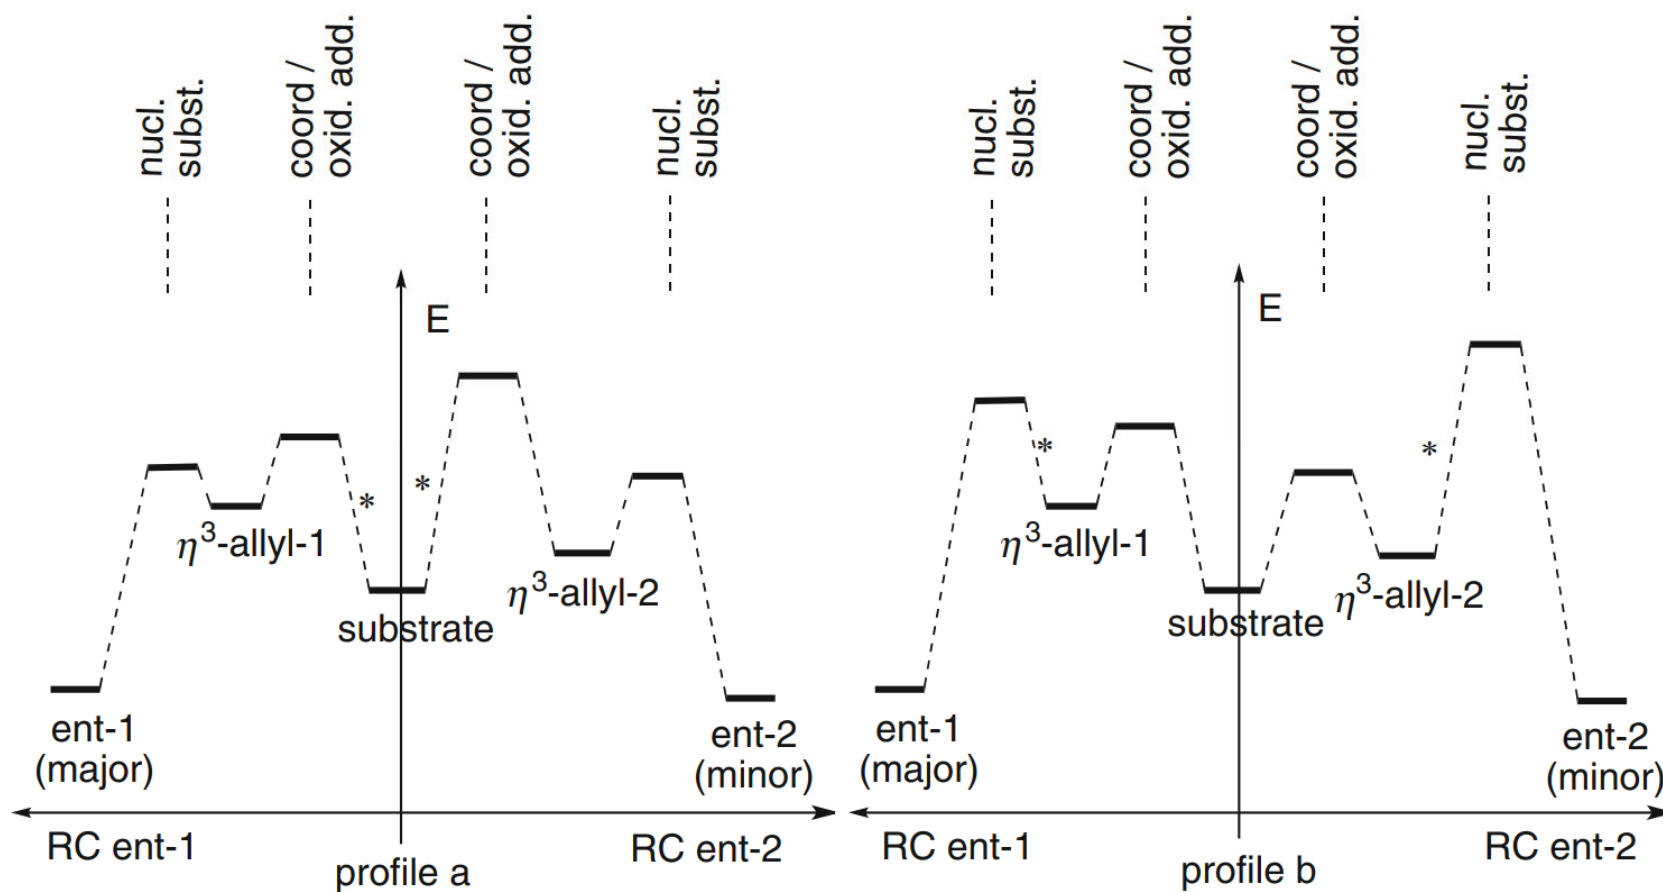 nucl.
subst.
coord /
oxid. add.
coord /
oxid. add.
nucl.
subst.
E
η³-allyl-1
η³-allyl-2
substrate
*
*
ent-1
(major)
ent-2
(minor)
RC ent-1
RC ent-2
profile a
nucl.
subst.
coord /
oxid. add.
coord /
oxid. add.
nucl.
subst.
E
*
*
η³-allyl-1
η³-allyl-2
substrate
ent-1
(major)
ent-2
(minor)
RC ent-1
RC ent-2
profile b